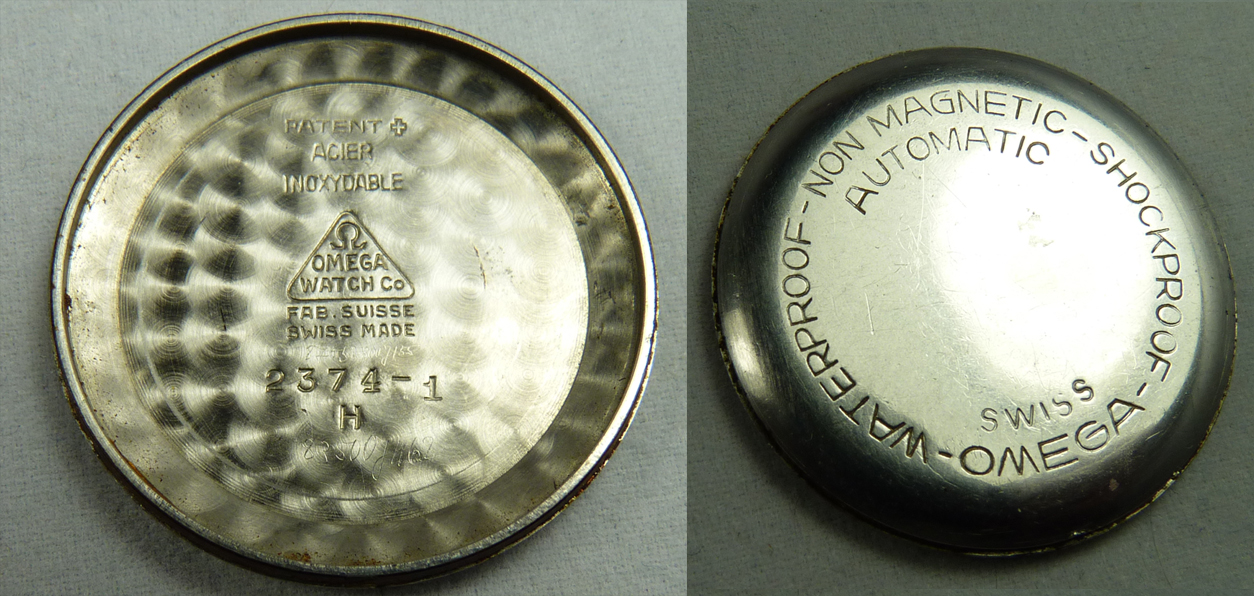 PATENT ✚
ACIER
INOXYDABLE
Ω
OMEGA
WATCH Co
FAB. SUISSE
SWISS MADE
2374-1
H
WATERPROOF-NON MAGNETIC-SHOCKPROOF-OMEGA-
AUTOMATIC
SWISS